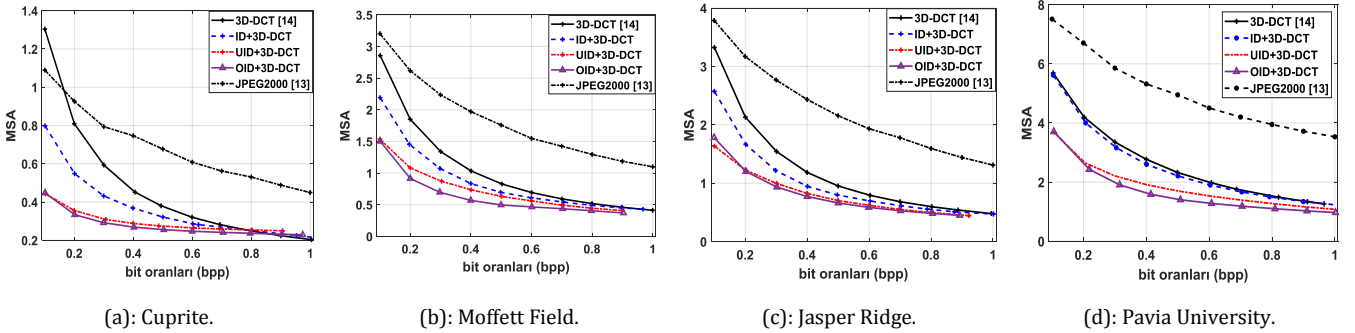 MSA
1.4
1.2
1
0.8
0.6
0.4
0.2
0.2
0.4
0.6
0.8
1
bit oranları (bpp)
3D-DCT [14]
ID+3D-DCT
UID+3D-DCT
OID+3D-DCT
JPEG2000 [13]
(a): Cuprite.
MSA
3.5
3
2.5
2
1.5
1
0.5
0
0.2
0.4
0.6
0.8
1
bit oranları (bpp)
3D-DCT [14]
ID+3D-DCT
UID+3D-DCT
OID+3D-DCT
JPEG2000 [13]
(b): Moffett Field.
MSA
4
3
2
1
0
0.2
0.4
0.6
0.8
1
bit oranları (bpp)
3D-DCT [14]
ID+3D-DCT
UID+3D-DCT
OID+3D-DCT
JPEG2000 [13]
(c): Jasper Ridge.
MSA
8
6
4
2
0
0.2
0.4
0.6
0.8
1
bit oranları (bpp)
3D-DCT [14]
ID+3D-DCT
UID+3D-DCT
OID+3D-DCT
JPEG2000 [13]
(d): Pavia University.